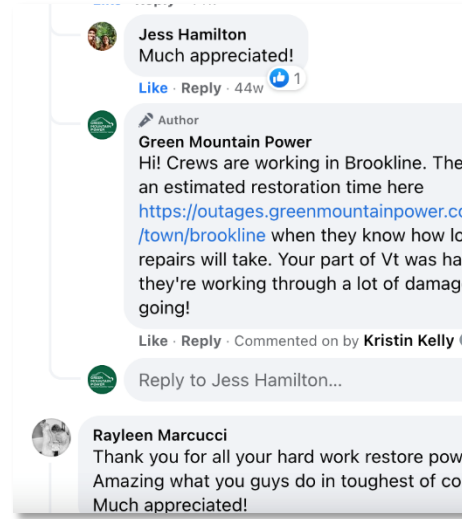 Jess Hamilton
Much appreciated!
Like · Reply · 44w
1
Author
Green Mountain Power
Hi! Crews are working in Brookline. The
an estimated restoration time here
https://outages.greenmountainpower.co
/town/brookline when they know how lo
repairs will take. Your part of Vt was ha
they're working through a lot of damag
going!
Like · Reply · Commented on by Kristin Kelly
Reply to Jess Hamilton...
Rayleen Marcucci
Thank you for all your hard work restore pow
Amazing what you guys do in toughest of co
Much appreciated!